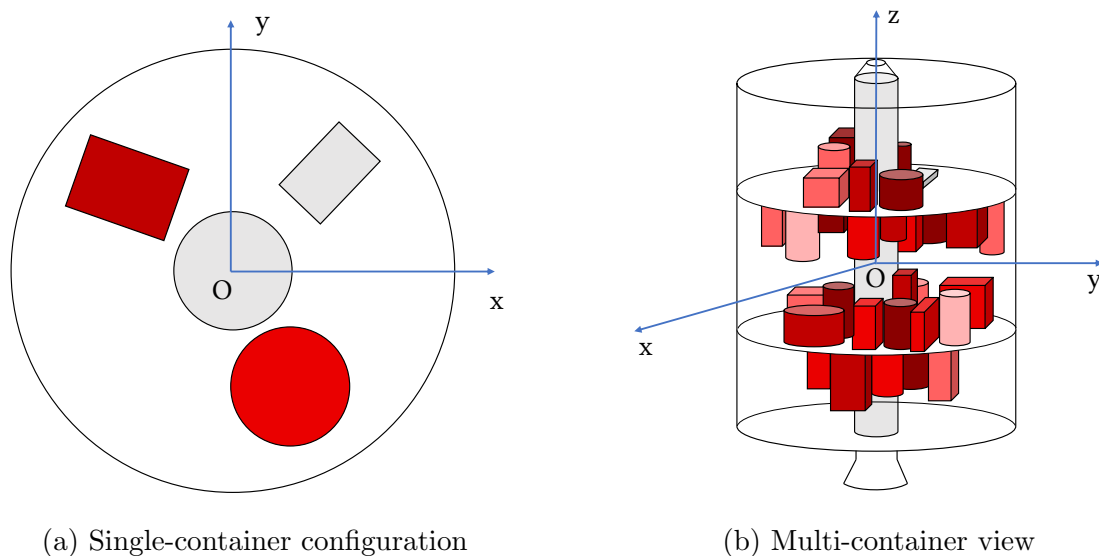 y
O
x
(a) Single-container configuration
z
O
y
x
(b) Multi-container view